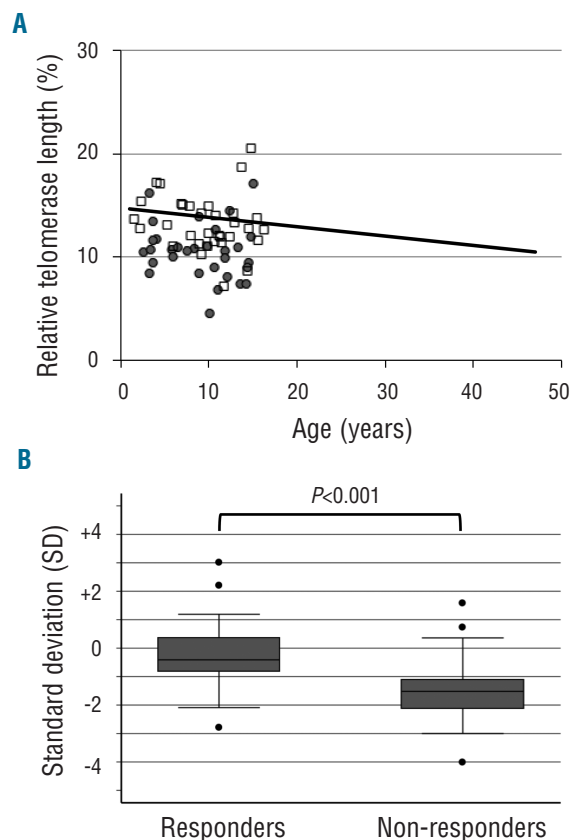 A
Relative telomerase length (%)
30
20
10
0
0 10 20 30 40 50
Age (years)
B
P<0.001
Standard deviation (SD)
+4
+2
0
-2
-4
Responders Non-responders